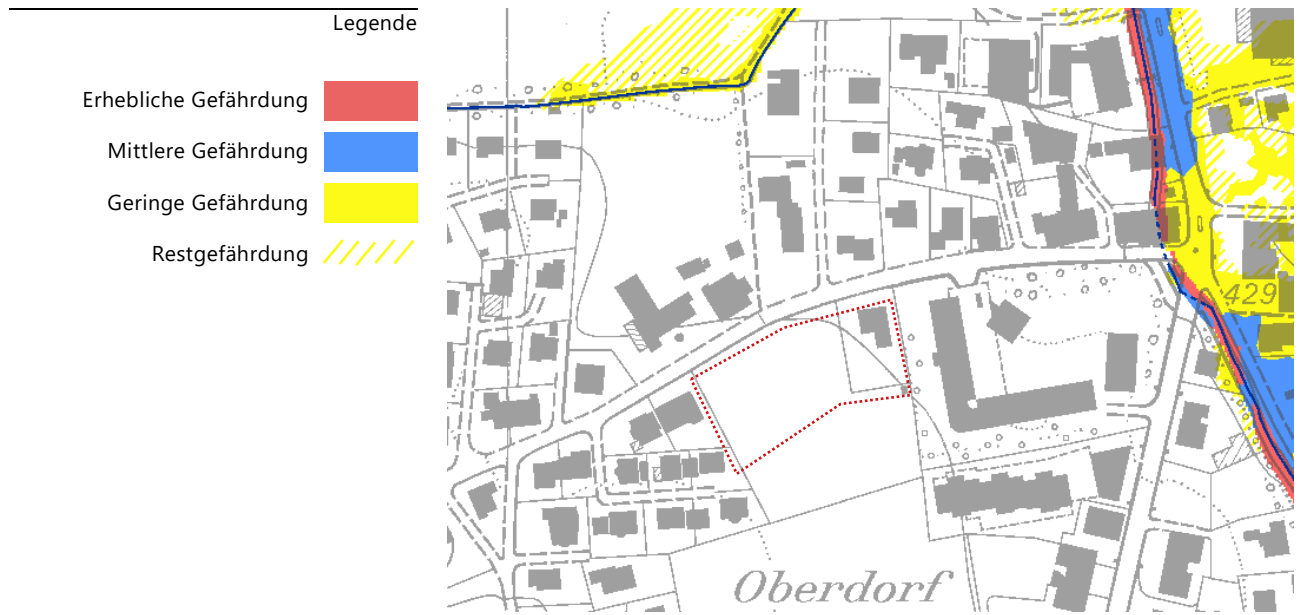 Legende
Erhebliche Gefährdung
Mittlere Gefährdung
Geringe Gefährdung
Restgefährdung
429
Oberdorf